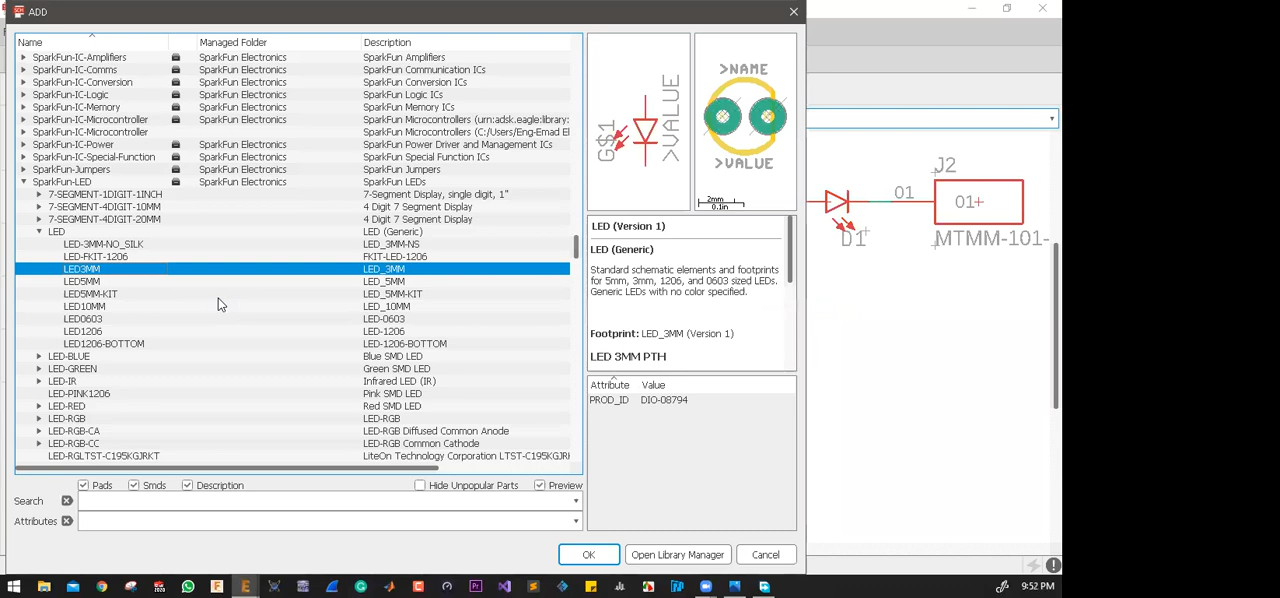 ADD
Name Managed Folder Description
SparkFun-IC-Amplifiers SparkFun Electronics SparkFun Amplifiers
SparkFun-IC-Comms SparkFun Electronics SparkFun Communication ICs
SparkFun-IC-Conversion SparkFun Electronics SparkFun Conversion ICs
SparkFun-IC-Logic SparkFun Electronics SparkFun Logic ICs
SparkFun-IC-Memory SparkFun Electronics SparkFun Memory ICs
SparkFun-IC-Microcontroller SparkFun Electronics SparkFun Microcontrollers (urn:adsk.eagle:library:
SparkFun-IC-Microcontroller SparkFun Microcontrollers (C:/Users/Eng-Emad El
SparkFun-IC-Power SparkFun Electronics SparkFun Power Driver and Management ICs
SparkFun-IC-Special-Function SparkFun Electronics SparkFun Special Function ICs
SparkFun-Jumpers SparkFun Electronics SparkFun Jumpers
SparkFun-LED SparkFun Electronics SparkFun LEDs
7-SEGMENT-1DIGIT-1INCH 7-Segment Display, single digit, 1"
7-SEGMENT-4DIGIT-10MM 4 Digit 7 Segment Display
7-SEGMENT-4DIGIT-20MM 4 Digit 7 Segment Display
LED LED (Generic)
LED-3MM-NO_SILK LED_3MM-NS
LED-FKIT-1206 FKIT-LED-1206
LED3MM LED_3MM
LED5MM LED_5MM
LED5MM-KIT LED_5MM-KIT
LED10MM LED_10MM
LED0603 LED-0603
LED1206 LED-1206
LED1206-BOTTOM LED-1206-BOTTOM
LED-BLUE Blue SMD LED
LED-GREEN Green SMD LED
LED-IR Infrared LED (IR)
LED-PINK1206 Pink SMD LED
LED-RED Red SMD LED
LED-RGB LED-RGB
LED-RGB-CA LED-RGB Diffused Common Anode
LED-RGB-CC LED-RGB Common Cathode
LED-RGLTST-C195KGJRKT LiteOn Technology Corporation LTST-C195KGJRK
Pads Smds Description Hide Unpopular Parts Preview
Search
Attributes
G$1
>VALUE
>NAME
>VALUE
2mm
0.1in
LED (Version 1)
LED (Generic)
Standard schematic elements and footprints
for 5mm, 3mm, 1206, and 0603 sized LEDs.
Generic LEDs with no color specified.
Footprint: LED_3MM (Version 1)
LED 3MM PTH
Attribute Value
PROD_ID DIO-08794
OK Open Library Manager Cancel
J2
01
01+
D1
MTMM-101-
9:52 PM